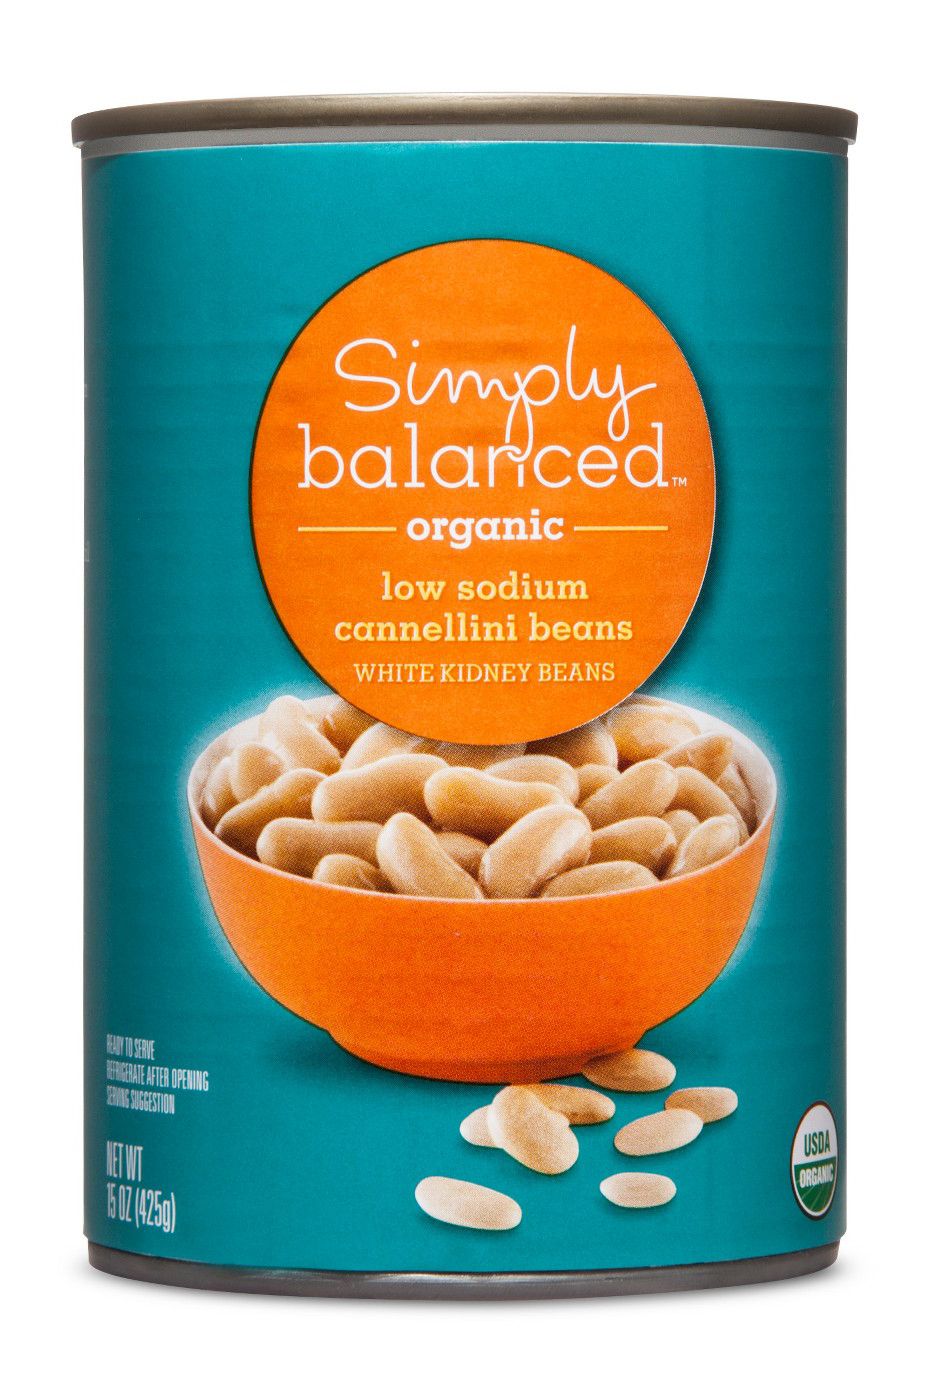 Simply
balanced™
organic
low sodium
cannellini beans
WHITE KIDNEY BEANS
READY TO SERVE
REFRIGERATE AFTER OPENING
SERVING SUGGESTION
NET WT
15 OZ (425g)
USDA
ORGANIC